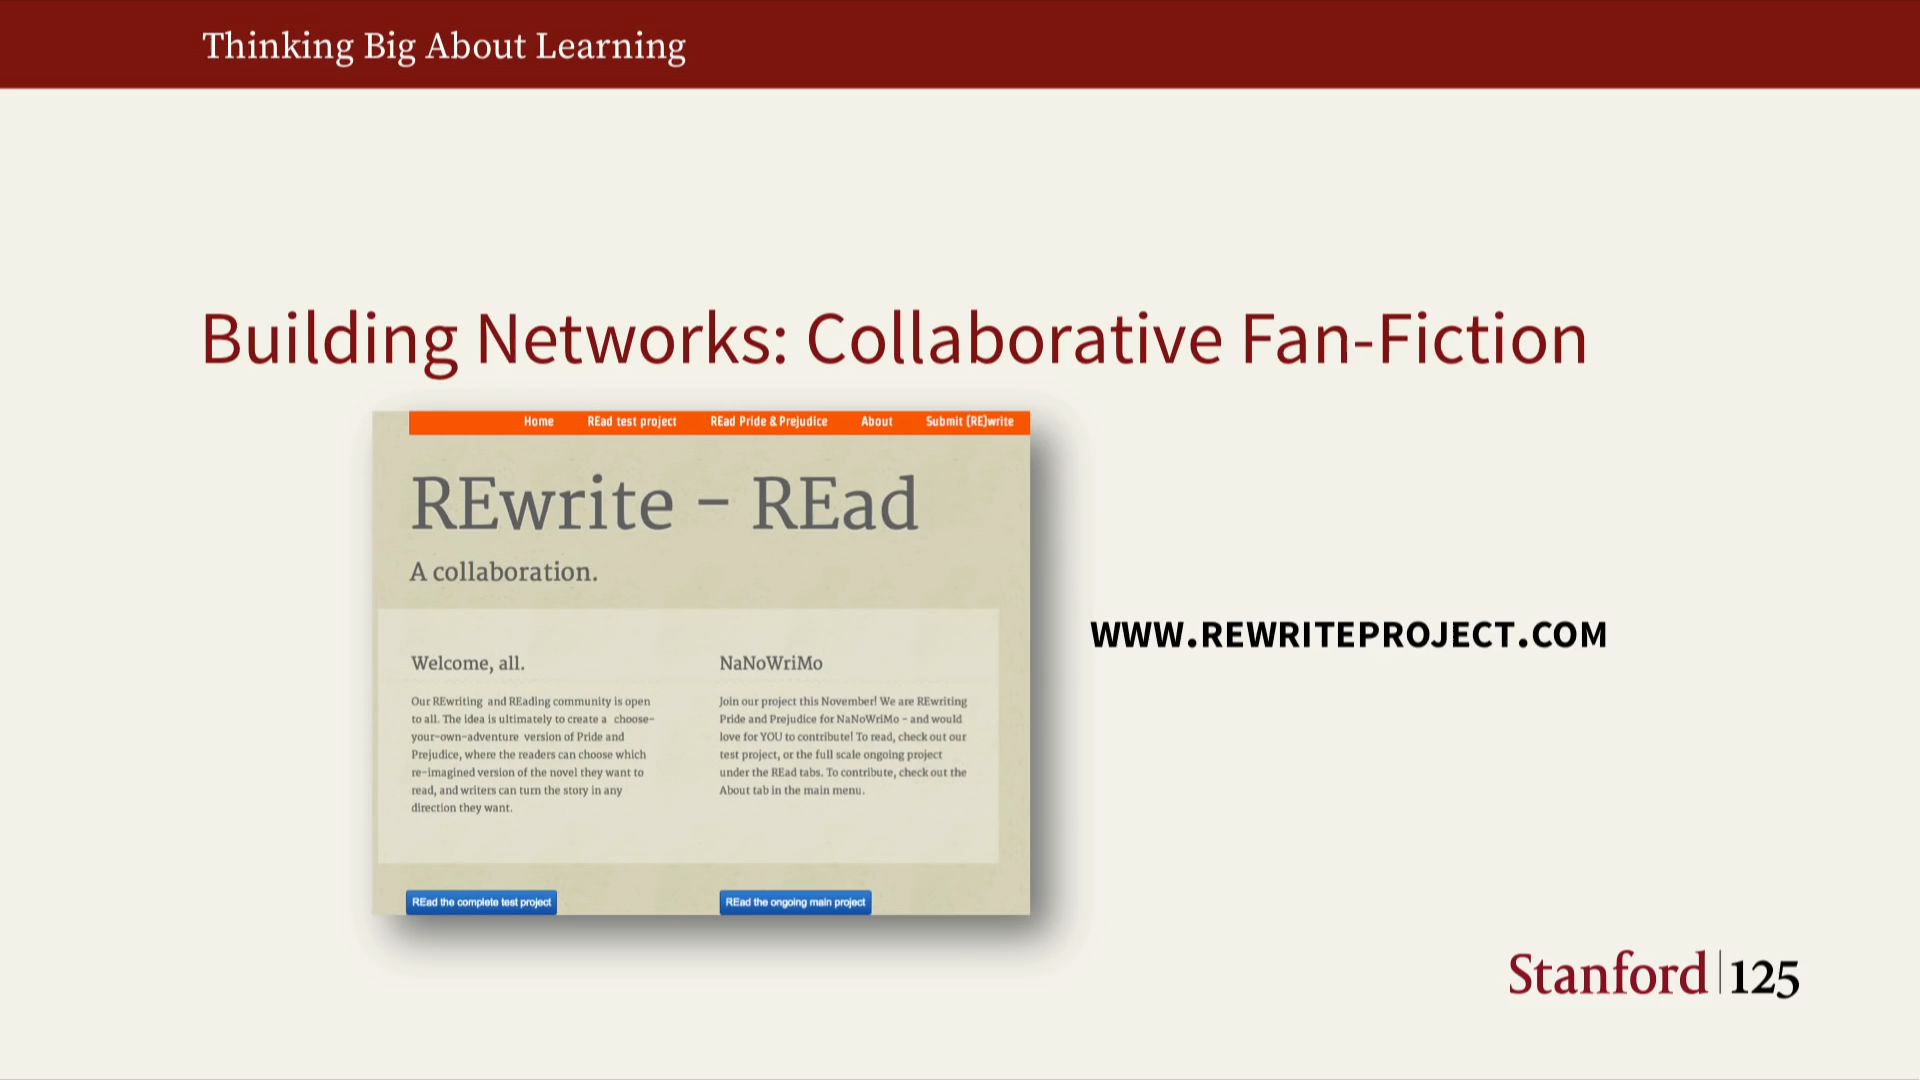 Thinking Big About Learning
Building Networks: Collaborative Fan-Fiction
Home REad test project REad Pride & Prejudice About Submit (RE)write
REwrite – REad
A collaboration.
Welcome, all.
Our REwriting and REading community is open
to all. The idea is ultimately to create a choose-
your-own-adventure version of Pride and
Prejudice, where the readers can choose which
re-imagined version of the novel they want to
read, and writers can turn the story in any
direction they want.
REad the complete test project
NaNoWriMo
Join our project this November! We are REwriting
Pride and Prejudice for NaNoWriMo – and would
love for YOU to contribute! To read, check out our
test project, or the full scale ongoing project
under the REad tabs. To contribute, check out the
About tab in the main menu.
REad the ongoing main project
WWW.REWRITEPROJECT.COM
Stanford | 125